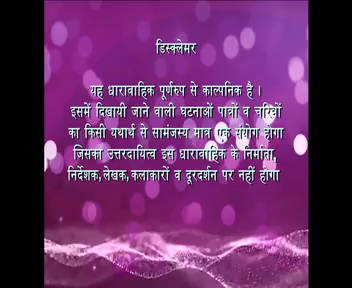 डिस्क्लेमर
यह धारावाहिक पूर्णरुप से काल्पनिक है ।
इसमें दिखायी जाने वाली घटनाओं पात्रों व चरित्रों
का किसी यथार्थ से सामंजस्य मात्र एक संयोग होगा
जिसका उत्तरदायित्व इस धारावाहिक के निर्माता,
निर्देशक,लेखक,कलाकारों व दूरदर्शन पर नहीं होगा